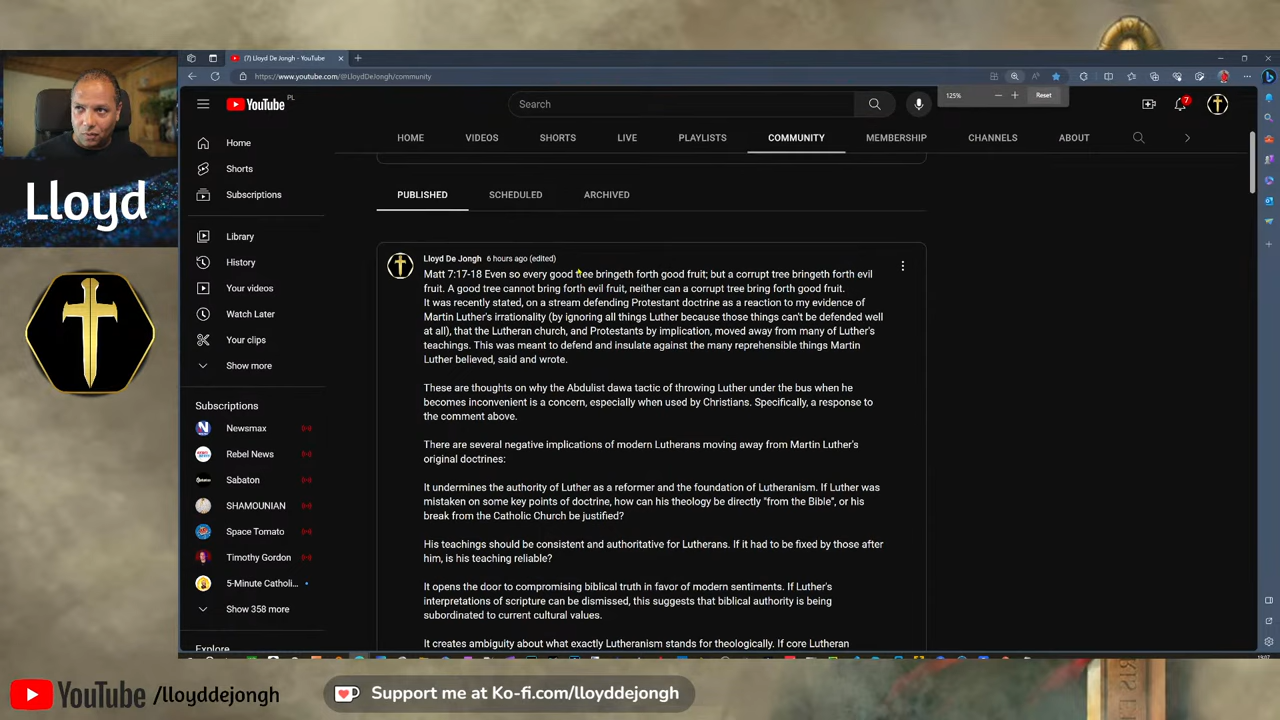 (7) Lloyd De Jongh - YouTube
https://www.youtube.com/@LloydDeJongh/community
YouTube PL
Search
125%
Reset
7
HOME
VIDEOS
SHORTS
LIVE
PLAYLISTS
COMMUNITY
MEMBERSHIP
CHANNELS
ABOUT
Home
Shorts
Subscriptions
Library
History
Your videos
Watch Later
Your clips
Show more
Subscriptions
Newsmax
Rebel News
Sabaton
SHAMOUNIAN
Space Tomato
Timothy Gordon
5-Minute Catholi...
Show 358 more
Explore
PUBLISHED
SCHEDULED
ARCHIVED
Lloyd De Jongh 6 hours ago (edited)
Matt 7:17-18 Even so every good tree bringeth forth good fruit; but a corrupt tree bringeth forth evil
fruit. A good tree cannot bring forth evil fruit, neither can a corrupt tree bring forth good fruit.
It was recently stated, on a stream defending Protestant doctrine as a reaction to my evidence of
Martin Luther's irrationality (by ignoring all things Luther because those things can't be defended well
at all), that the Lutheran church, and Protestants by implication, moved away from many of Luther's
teachings. This was meant to defend and insulate against the many reprehensible things Martin
Luther believed, said and wrote.
These are thoughts on why the Abdulist dawa tactic of throwing Luther under the bus when he
becomes inconvenient is a concern, especially when used by Christians. Specifically, a response to
the comment above.
There are several negative implications of modern Lutherans moving away from Martin Luther's
original doctrines:
It undermines the authority of Luther as a reformer and the foundation of Lutheranism. If Luther was
mistaken on some key points of doctrine, how can his theology be directly "from the Bible", or his
break from the Catholic Church be justified?
His teachings should be consistent and authoritative for Lutherans. If it had to be fixed by those after
him, is his teaching reliable?
It opens the door to compromising biblical truth in favor of modern sentiments. If Luther's
interpretations of scripture can be dismissed, this suggests that biblical authority is being
subordinated to current cultural values.
It creates ambiguity about what exactly Lutheranism stands for theologically. If core Lutheran
Lloyd
YouTube /lloyddejongh
Support me at Ko-fi.com/lloyddejongh